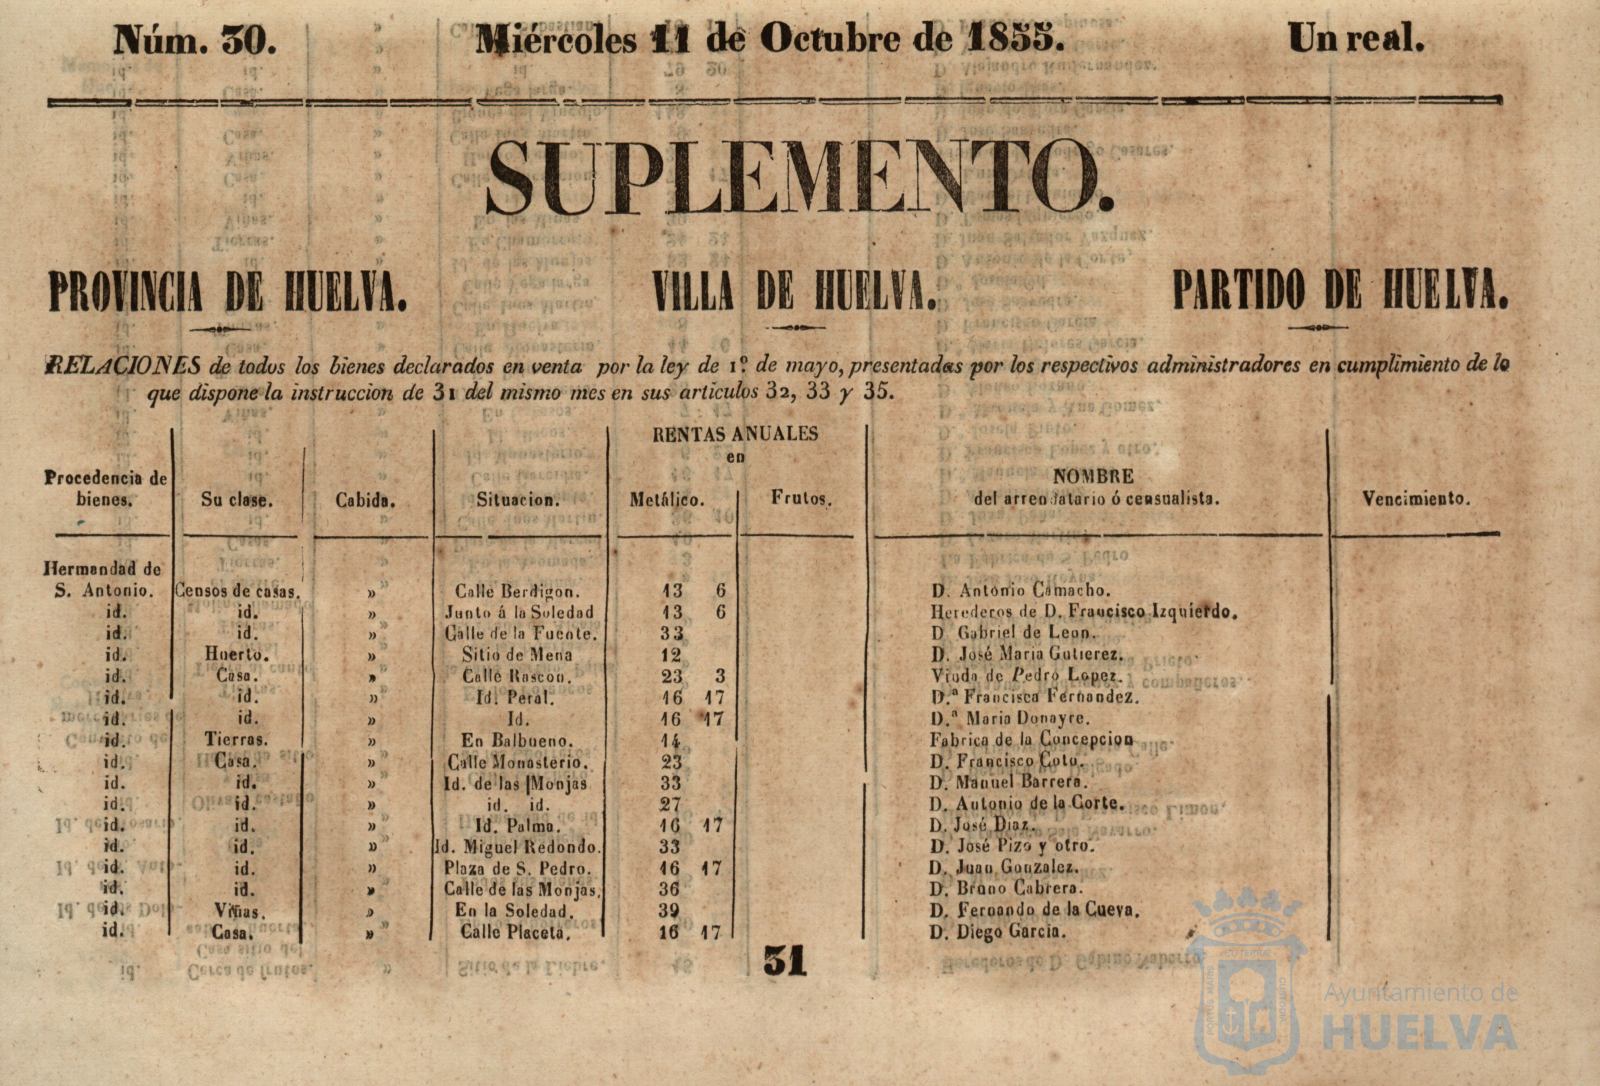 Núm. 30. Miércoles 11 de Octubre de 1855. Un real.
SUPLEMENTO.
PROVINCIA DE HUELVA. VILLA DE HUELVA. PARTIDO DE HUELVA.
RELACIONES de todos los bienes declarados en venta por la ley de 1º. de mayo, presentadas por los respectivos administradores en cumplimiento de lo
que dispone la instruccion de 31 del mismo mes en sus articulos 32, 33 y 35.
RENTAS ANUALES
en
Procedencia de bienes. Su clase. Cabida. Situacion. Metálico. Frutos. NOMBRE del arrendatario ó censualista. Vencimiento.
Hermandad de
S. Antonio. Censos de casas. » Calle Berdigon. 13 6 D. Antonio Camacho.
id. id. » Junto á la Soledad 13 6 Herederos de D. Francisco Izquierdo.
id. id. » Calle de la Fuente. 33 D. Gabriel de Leon.
id. Huerto. » Sitio de Mena 12 D. José Maria Gutierez.
id. Casa. » Calle Rascon. 23 3 Viuda de Pedro Lopez.
id. id. » Id. Peral. 16 17 D.ª Francisca Fernandez.
id. id. » Id. 16 17 D.ª Maria Donayre.
id. Tierras. » En Balbueno. 14 Fabrica de la Concepcion
id. Casa. » Calle Monasterio. 23 D. Francisco Coto.
id. id. » Id. de las Monjas 33 D. Manuel Barrera.
id. id. » id. id. 27 D. Antonio de la Corte.
id. id. » Id. Palma. 16 17 D. José Diaz.
id. id. » Id. Miguel Redondo. 33 D. José Pizo y otro.
id. id. » Plaza de S. Pedro. 16 17 D. Juan Gonzalez.
id. id. » Calle de las Monjas. 36 D. Bruno Cabrera.
id. Viñas. » En la Soledad. 39 D. Fernando de la Cueva.
id. Casa. » Calle Placeta. 16 17 D. Diego Garcia.
31
Ayuntamiento de
HUELVA